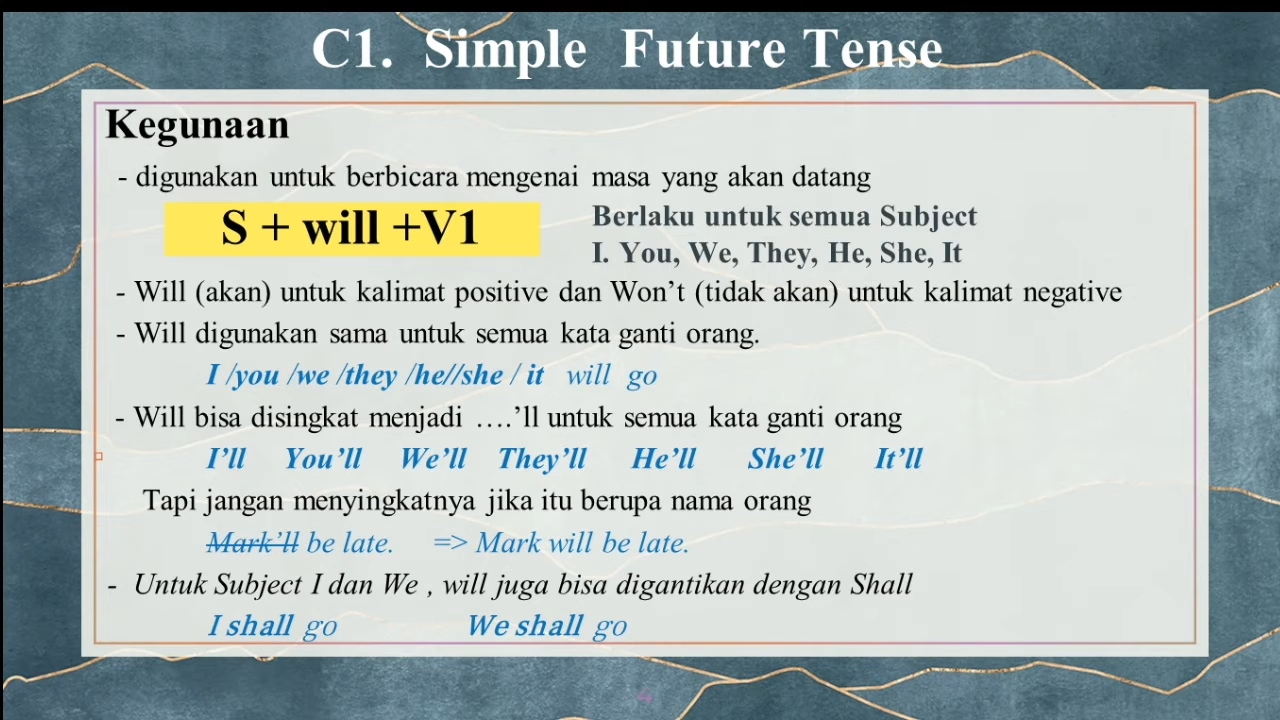 C1. Simple Future Tense
Kegunaan
- digunakan untuk berbicara mengenai masa yang akan datang
S + will +V1
Berlaku untuk semua Subject
I. You, We, They, He, She, It
- Will (akan) untuk kalimat positive dan Won’t (tidak akan) untuk kalimat negative
- Will digunakan sama untuk semua kata ganti orang.
I /you /we /they /he//she / it will go
- Will bisa disingkat menjadi ….’ll untuk semua kata ganti orang
I’ll You’ll We’ll They’ll He’ll She’ll It’ll
Tapi jangan menyingkatnya jika itu berupa nama orang
Mark’ll be late. => Mark will be late.
- Untuk Subject I dan We , will juga bisa digantikan dengan Shall
I shall go We shall go